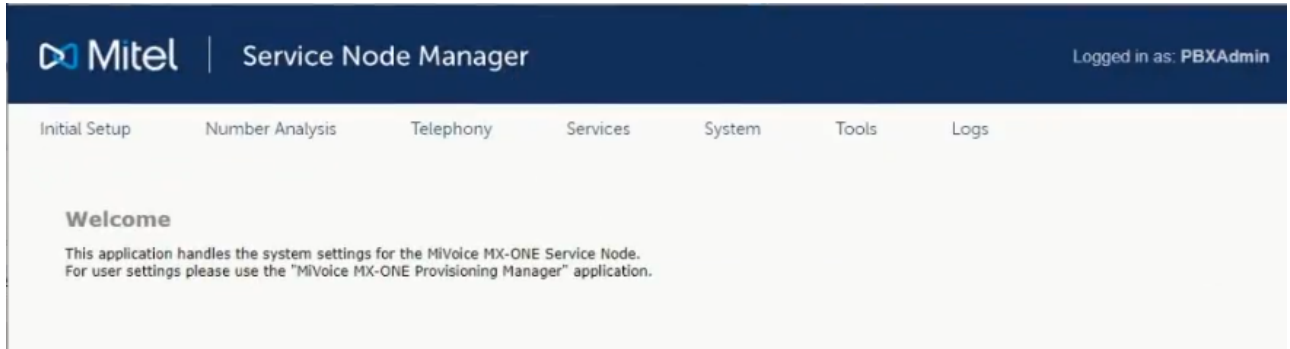 Mitel Service Node Manager Logged in as: PBXAdmin
Initial Setup Number Analysis Telephony Services System Tools Logs
Welcome
This application handles the system settings for the MiVoice MX-ONE Service Node.
For user settings please use the "MiVoice MX-ONE Provisioning Manager" application.